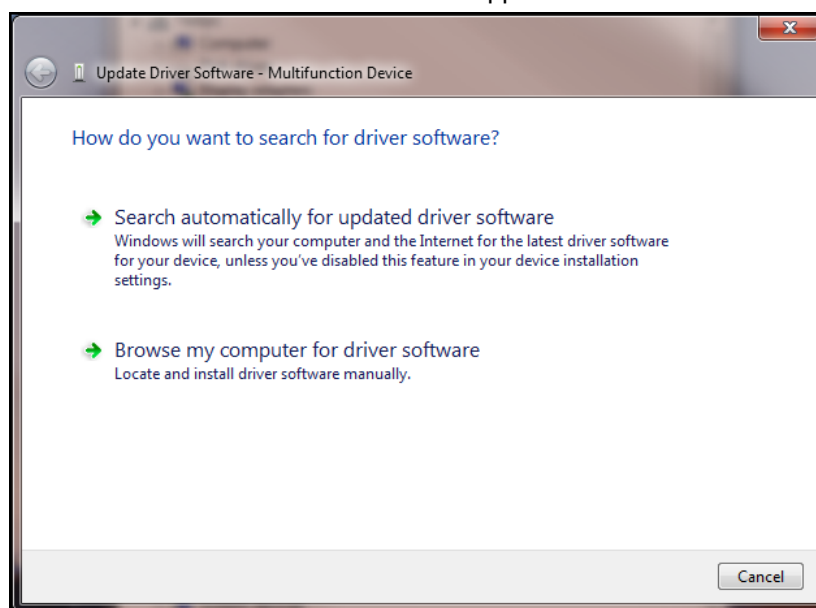 Update Driver Software - Multifunction Device
How do you want to search for driver software?
Search automatically for updated driver software
Windows will search your computer and the Internet for the latest driver software
for your device, unless you've disabled this feature in your device installation
settings.
Browse my computer for driver software
Locate and install driver software manually.
Cancel